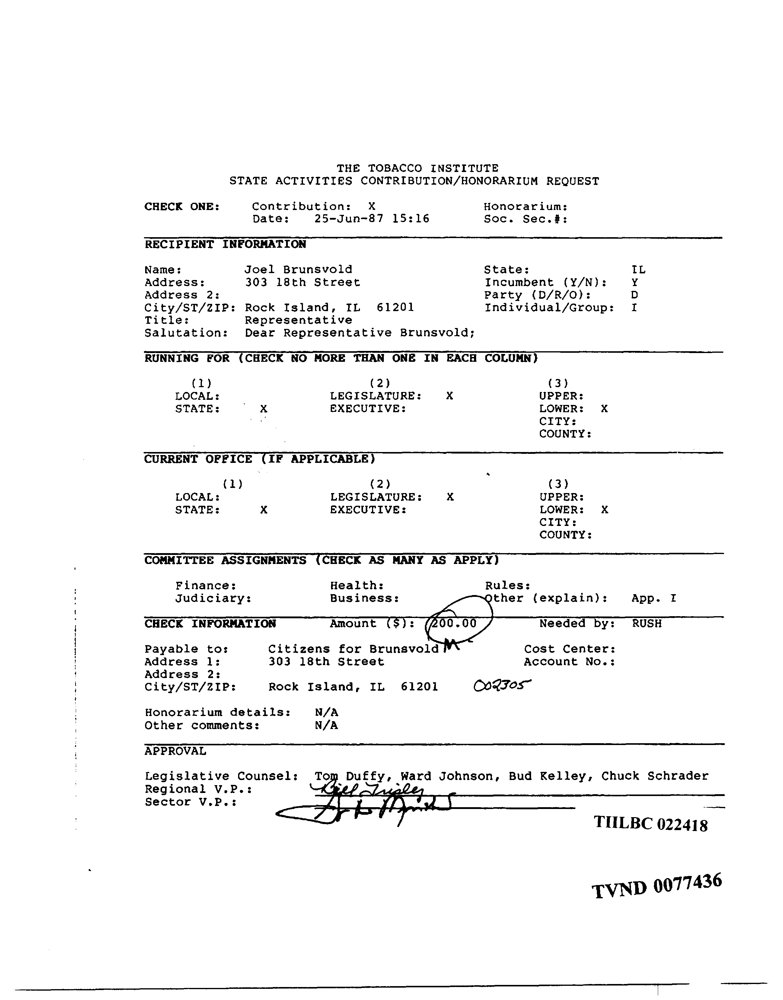 THE TOBACCO INSTITUTE
STATE ACTIVITIES CONTRIBUTION/HONORARIUM REQUEST
CHECK ONE: Contribution: X Honorarium:
Date: 25-Jun-87 15:16 Soc. Sec.#:
RECIPIENT INFORMATION
Name: Joel Brunsvold State: IL
Address: 303 18th Street Incumbent (Y/N): Y
Address 2: Party (D/R/O): D
City/ST/ZIP: Rock Island, IL 61201 Individual/Group: I
Title: Representative
Salutation: Dear Representative Brunsvold;
RUNNING FOR (CHECK NO MORE THAN ONE IN EACH COLUMN)
(1) (2) (3)
LOCAL: LEGISLATURE: X UPPER:
STATE: X EXECUTIVE: LOWER: X
CITY:
COUNTY:
CURRENT OFFICE (IF APPLICABLE)
(1) (2) (3)
LOCAL: LEGISLATURE: X UPPER:
STATE: X EXECUTIVE: LOWER: X
CITY:
COUNTY:
COMMITTEE ASSIGNMENTS (CHECK AS MANY AS APPLY)
Finance: Health: Rules:
Judiciary: Business: Other (explain): App. I
CHECK INFORMATION Amount ($): 200.00 Needed by: RUSH
Payable to: Citizens for Brunsvold Cost Center:
Address 1: 303 18th Street Account No.:
Address 2:
City/ST/ZIP: Rock Island, IL 61201 C02305
Honorarium details: N/A
Other comments: N/A
APPROVAL
Legislative Counsel: Tom Duffy, Ward Johnson, Bud Kelley, Chuck Schrader
Regional V.P.: Bill Trisler
Sector V.P.:
TIILBC 022418
TVND 0077436